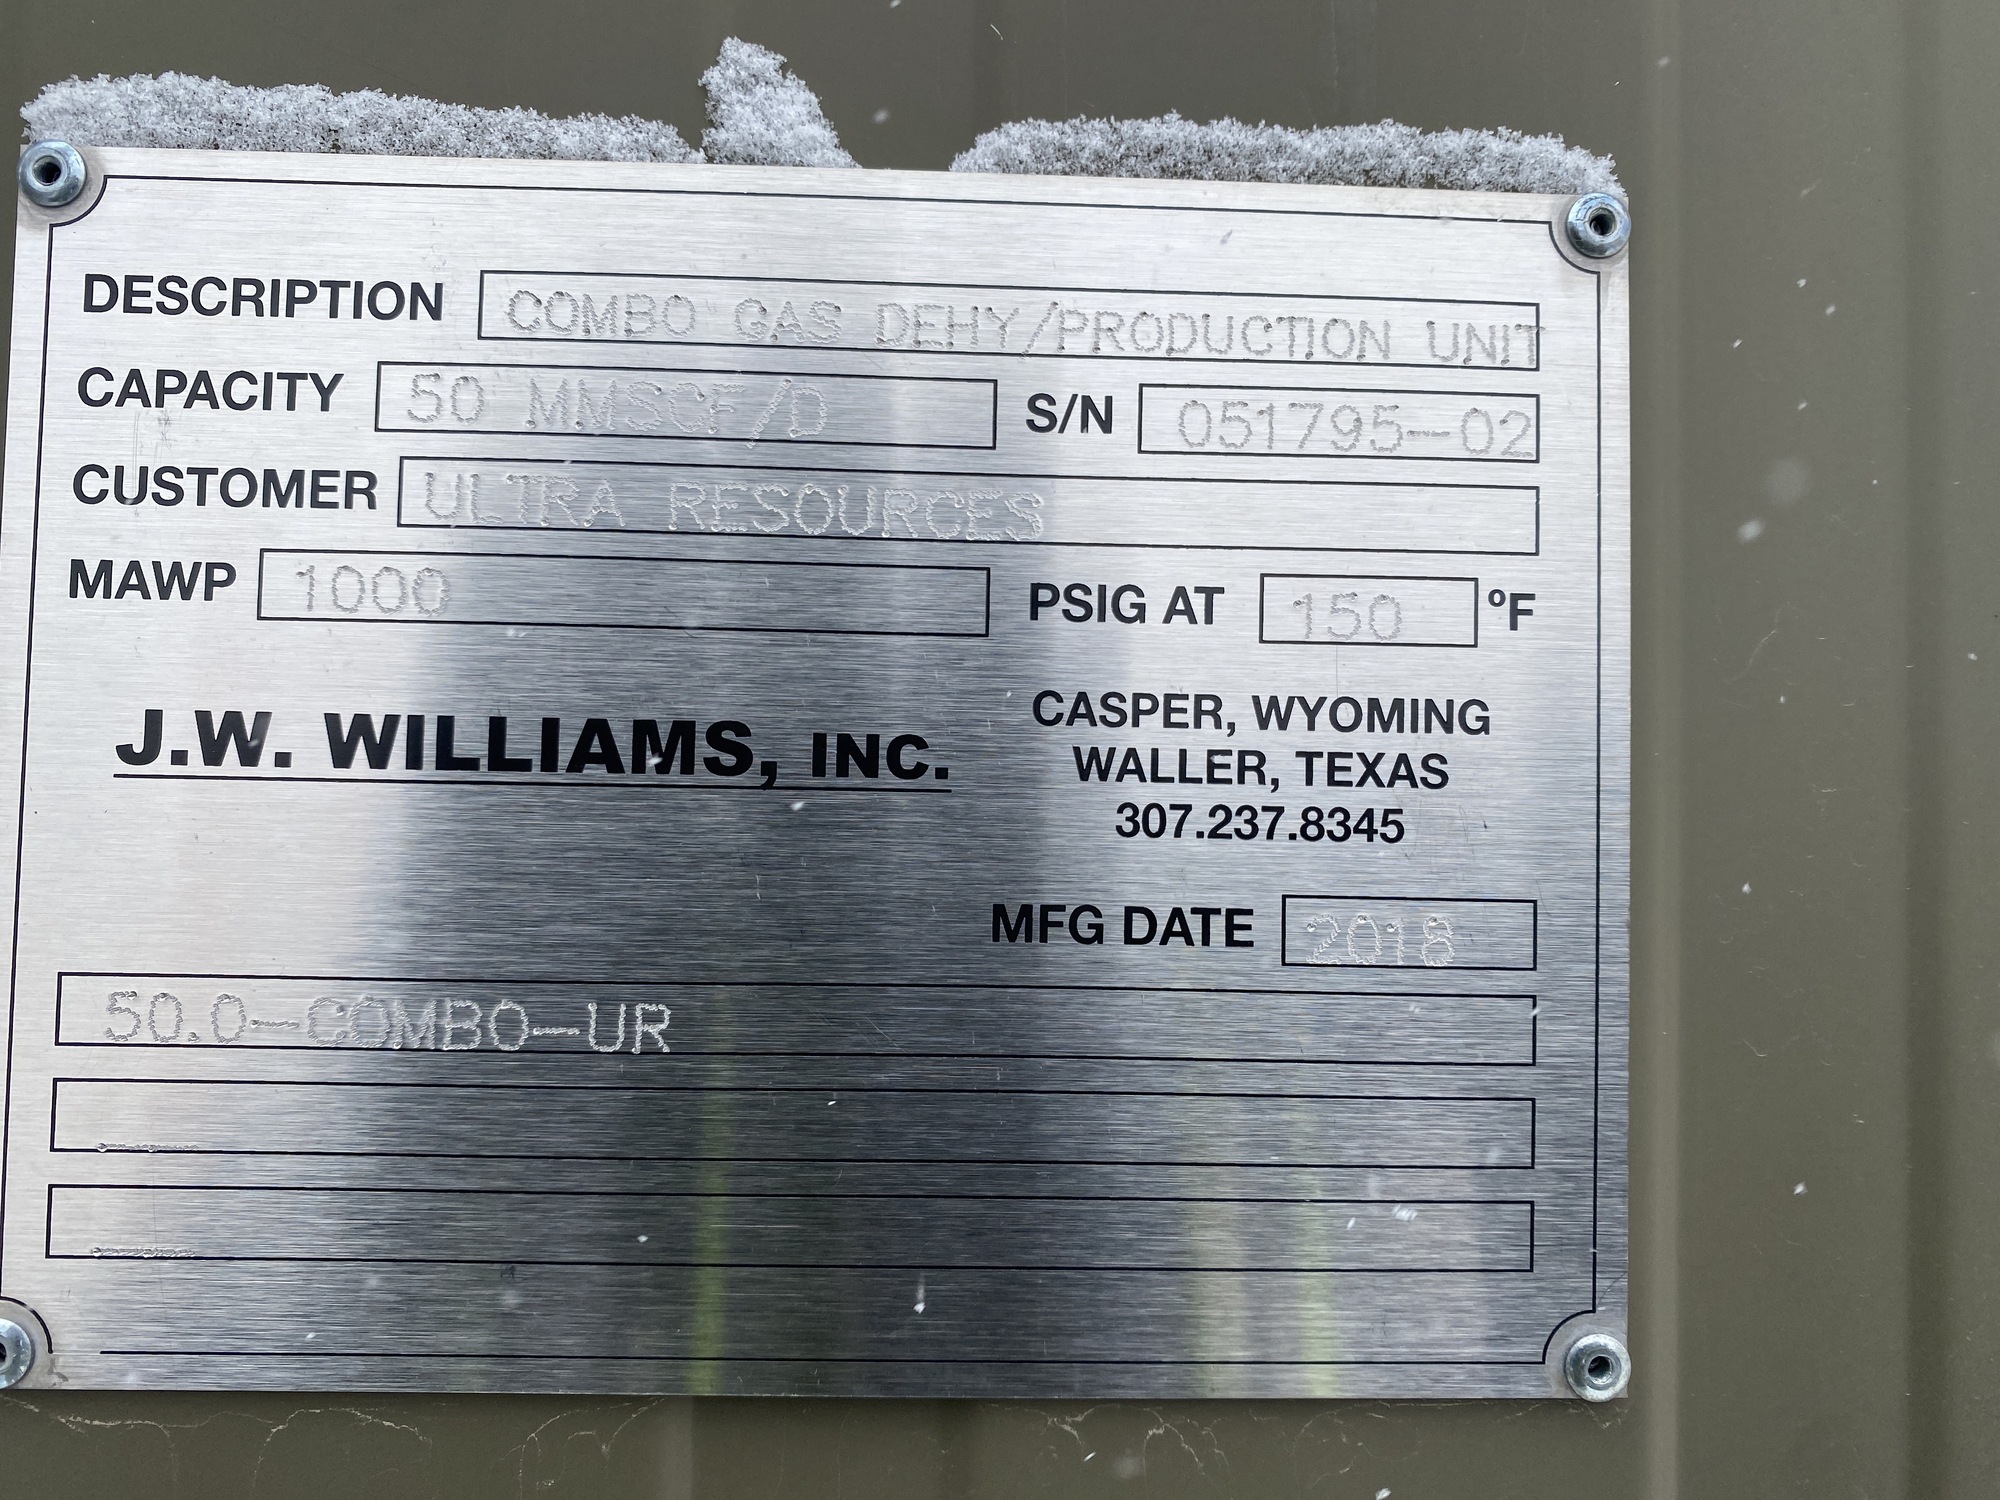 DESCRIPTION COMBO GAS DEHY/PRODUCTION UNIT
CAPACITY 50 MMSCF/D S/N 051795-02
CUSTOMER ULTRA RESOURCES
MAWP 1000 PSIG AT 150 ºF
J.W. WILLIAMS, INC.
CASPER, WYOMING
WALLER, TEXAS
307.237.8345
MFG DATE 2018
50.0-COMBO-UR